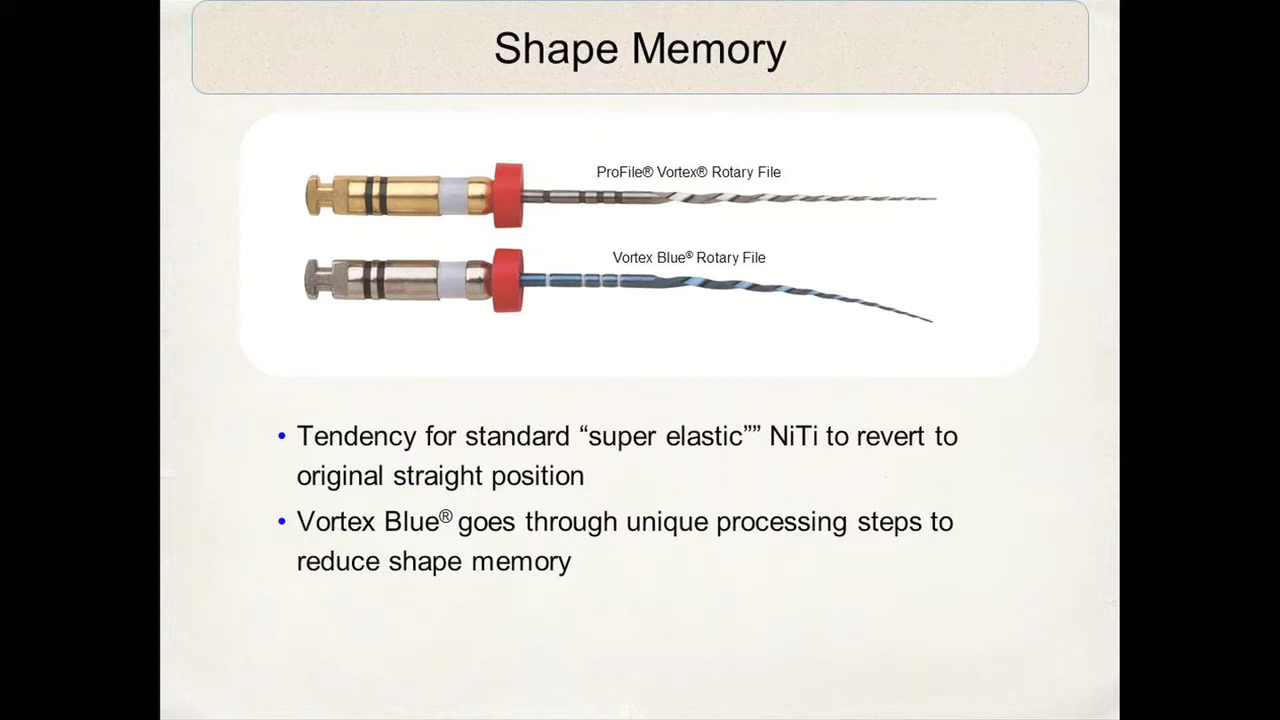 Shape Memory
ProFile® Vortex® Rotary File
Vortex Blue® Rotary File
• Tendency for standard “super elastic”” NiTi to revert to
original straight position
• Vortex Blue® goes through unique processing steps to
reduce shape memory